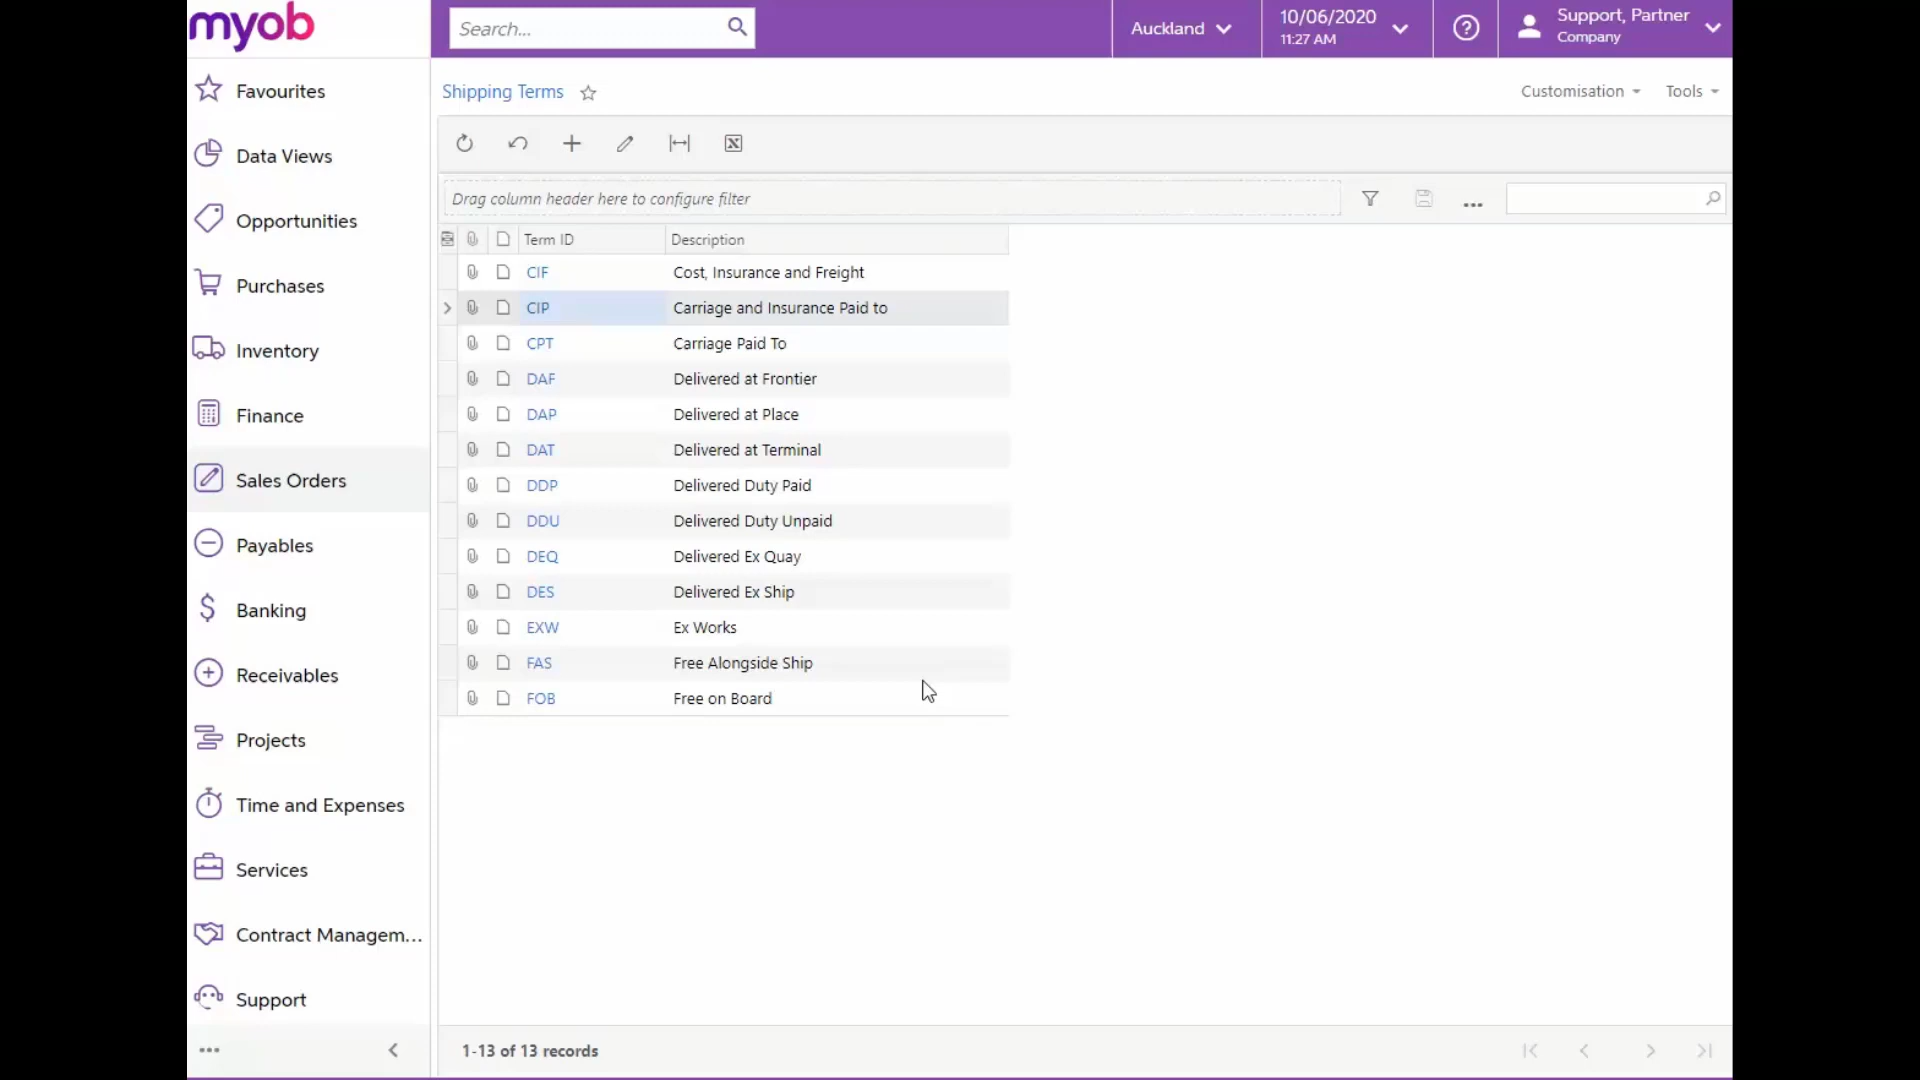 myob
Search...
Auckland
10/06/2020
11:27 AM
Support, Partner
Company
Favourites
Data Views
Opportunities
Purchases
Inventory
Finance
Sales Orders
Payables
Banking
Receivables
Projects
Time and Expenses
Services
Contract Managem...
Support
Shipping Terms
Customisation
Tools
Drag column header here to configure filter
Term ID Description
CIF Cost, Insurance and Freight
CIP Carriage and Insurance Paid to
CPT Carriage Paid To
DAF Delivered at Frontier
DAP Delivered at Place
DAT Delivered at Terminal
DDP Delivered Duty Paid
DDU Delivered Duty Unpaid
DEQ Delivered Ex Quay
DES Delivered Ex Ship
EXW Ex Works
FAS Free Alongside Ship
FOB Free on Board
1-13 of 13 records